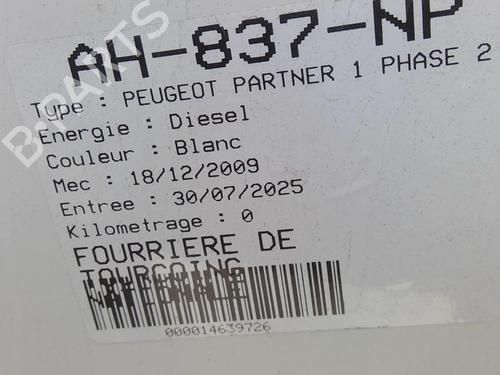 AH-837-NP
Type : PEUGEOT PARTNER 1 PHASE 2
Energie : Diesel
Couleur : Blanc
Mec : 18/12/2009
Entree : 30/07/2025
Kilometrage : 0
FOURRIERE DE
TOURCOING
000014639726
B-PARTS